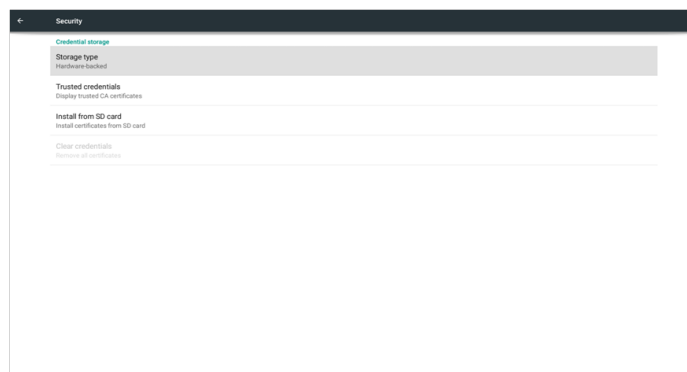 Security
Credential storage
Storage type
Hardware-backed
Trusted credentials
Display trusted CA certificates
Install from SD card
Install certificates from SD card
Clear credentials
Remove all certificates